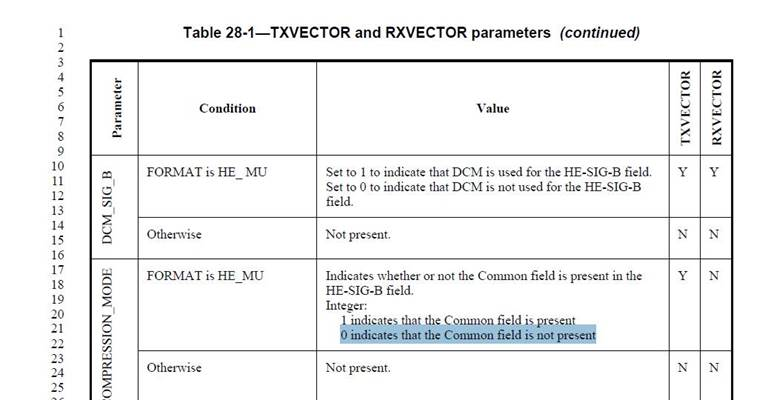 Table 28-1—TXVECTOR and RXVECTOR parameters (continued)
1
2
3
4
5
6
7
8
9
10
11
12
13
14
15
16
17
18
19
20
21
22
23
24
25
Parameter
Condition
Value
TXVECTOR
RXVECTOR
DCM_SIG_B
FORMAT is HE_ MU
Set to 1 to indicate that DCM is used for the HE-SIG-B field.
Set to 0 to indicate that DCM is not used for the HE-SIG-B
field.
Y
Y
Otherwise
Not present.
N
N
COMPRESSION_MODE
FORMAT is HE_MU
Indicates whether or not the Common field is present in the
HE-SIG-B field.
Integer:
1 indicates that the Common field is present
0 indicates that the Common field is not present
Y
N
Otherwise
Not present.
N
N